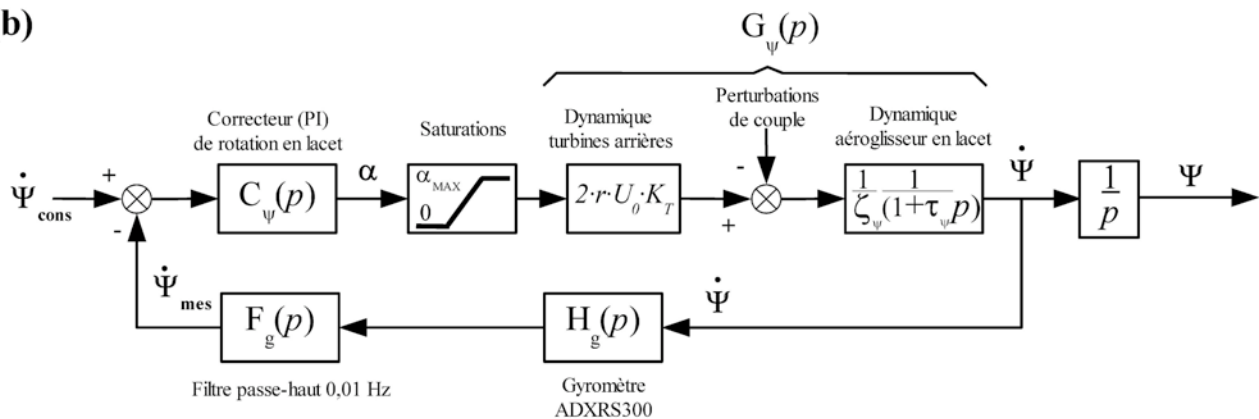 b)
G_ψ(p)
Correcteur (PI)
de rotation en lacet
Saturations
Dynamique
turbines arrières
Perturbations
de couple
Dynamique
aéroglisseur en lacet
Ψ̇_cons
+
-
C_ψ(p)
α
α_MAX
0
2·r·U_0·K_T
-
+
1/ζ_ψ 1/(1+τ_ψ p)
Ψ̇
1/p
Ψ
Ψ̇_mes
F_g(p)
H_g(p)
Ψ̇
Filtre passe-haut 0,01 Hz
Gyromètre
ADXRS300